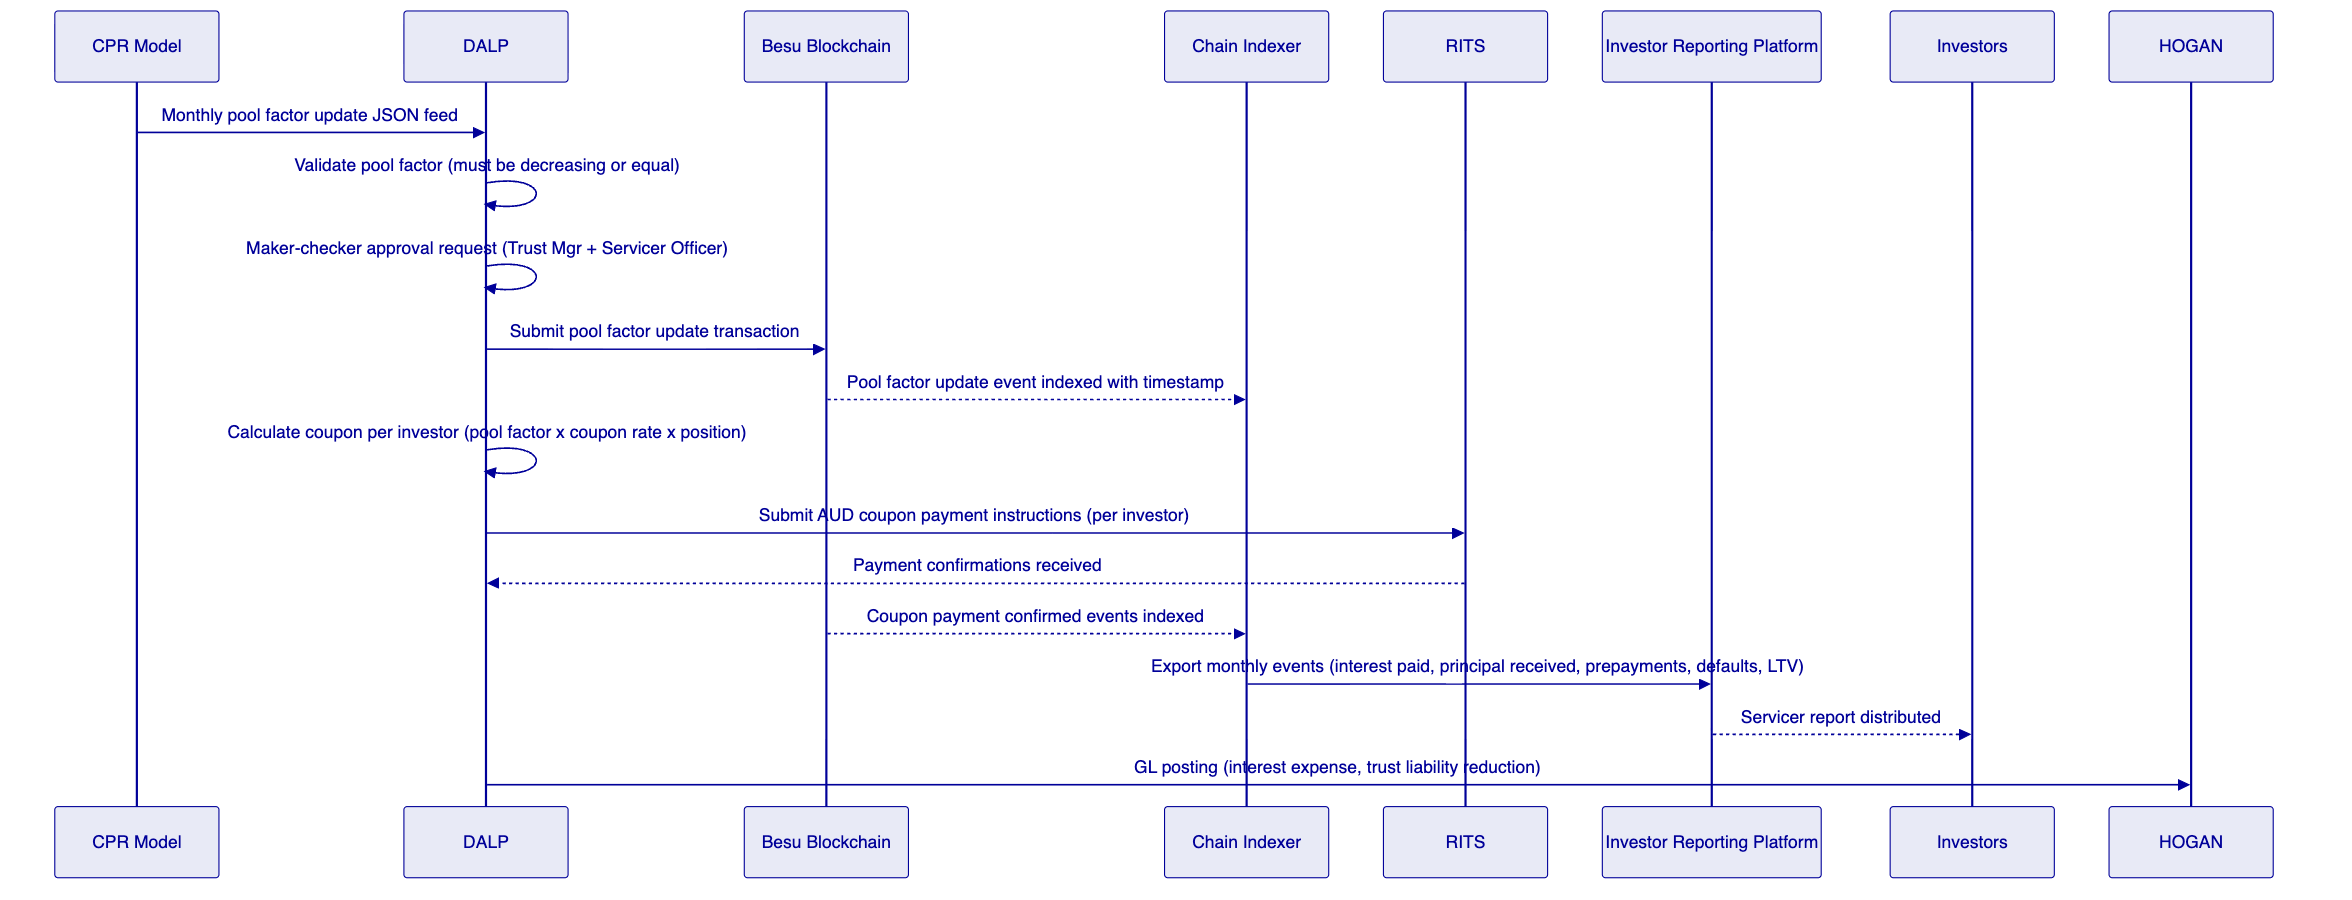 CPR Model
DALP
Besu Blockchain
Chain Indexer
RITS
Investor Reporting Platform
Investors
HOGAN
Monthly pool factor update JSON feed
Validate pool factor (must be decreasing or equal)
Maker-checker approval request (Trust Mgr + Servicer Officer)
Submit pool factor update transaction
Pool factor update event indexed with timestamp
Calculate coupon per investor (pool factor x coupon rate x position)
Submit AUD coupon payment instructions (per investor)
Payment confirmations received
Coupon payment confirmed events indexed
Export monthly events (interest paid, principal received, prepayments, defaults, LTV)
Servicer report distributed
GL posting (interest expense, trust liability reduction)
CPR Model
DALP
Besu Blockchain
Chain Indexer
RITS
Investor Reporting Platform
Investors
HOGAN